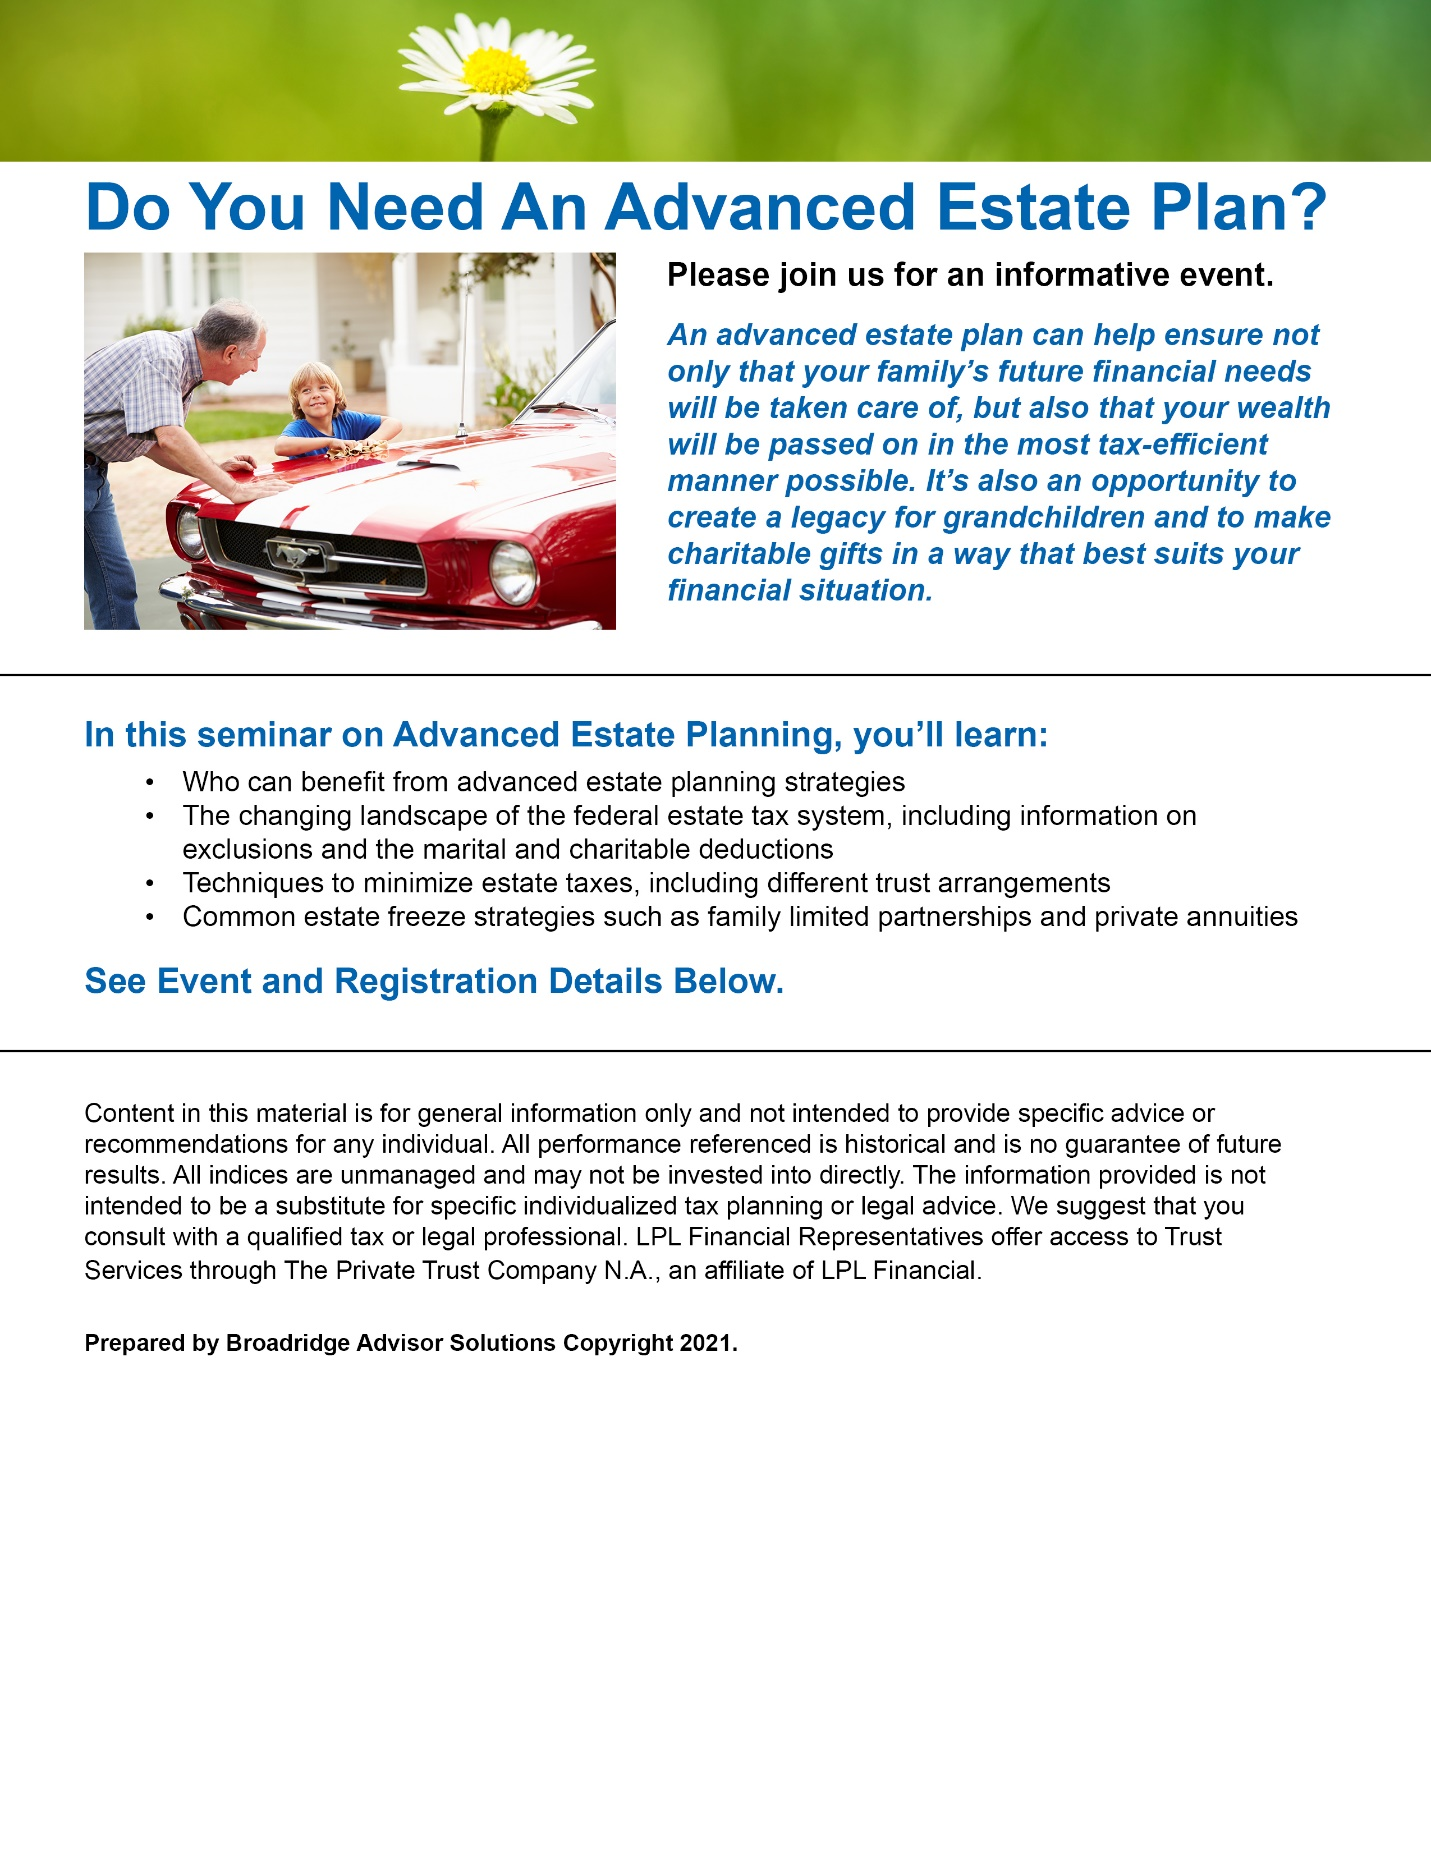 Do You Need An Advanced Estate Plan?
Please join us for an informative event.
An advanced estate plan can help ensure not
only that your family’s future financial needs
will be taken care of, but also that your wealth
will be passed on in the most tax-efficient
manner possible. It’s also an opportunity to
create a legacy for grandchildren and to make
charitable gifts in a way that best suits your
financial situation.
In this seminar on Advanced Estate Planning, you’ll learn:
• Who can benefit from advanced estate planning strategies
• The changing landscape of the federal estate tax system, including information on
exclusions and the marital and charitable deductions
• Techniques to minimize estate taxes, including different trust arrangements
• Common estate freeze strategies such as family limited partnerships and private annuities
See Event and Registration Details Below.
Content in this material is for general information only and not intended to provide specific advice or
recommendations for any individual. All performance referenced is historical and is no guarantee of future
results. All indices are unmanaged and may not be invested into directly. The information provided is not
intended to be a substitute for specific individualized tax planning or legal advice. We suggest that you
consult with a qualified tax or legal professional. LPL Financial Representatives offer access to Trust
Services through The Private Trust Company N.A., an affiliate of LPL Financial.
Prepared by Broadridge Advisor Solutions Copyright 2021.